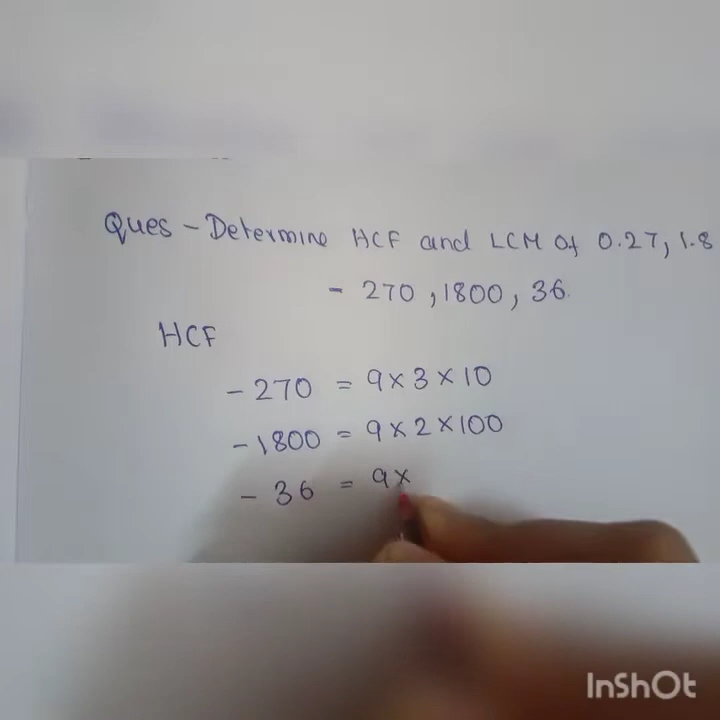 Ques - Determine HCF and LCM of 0.27, 1.8
- 270, 1800, 36.
HCF
- 270 = 9 × 3 × 10
- 1800 = 9 × 2 × 100
- 36 = 9 ×
InShOt